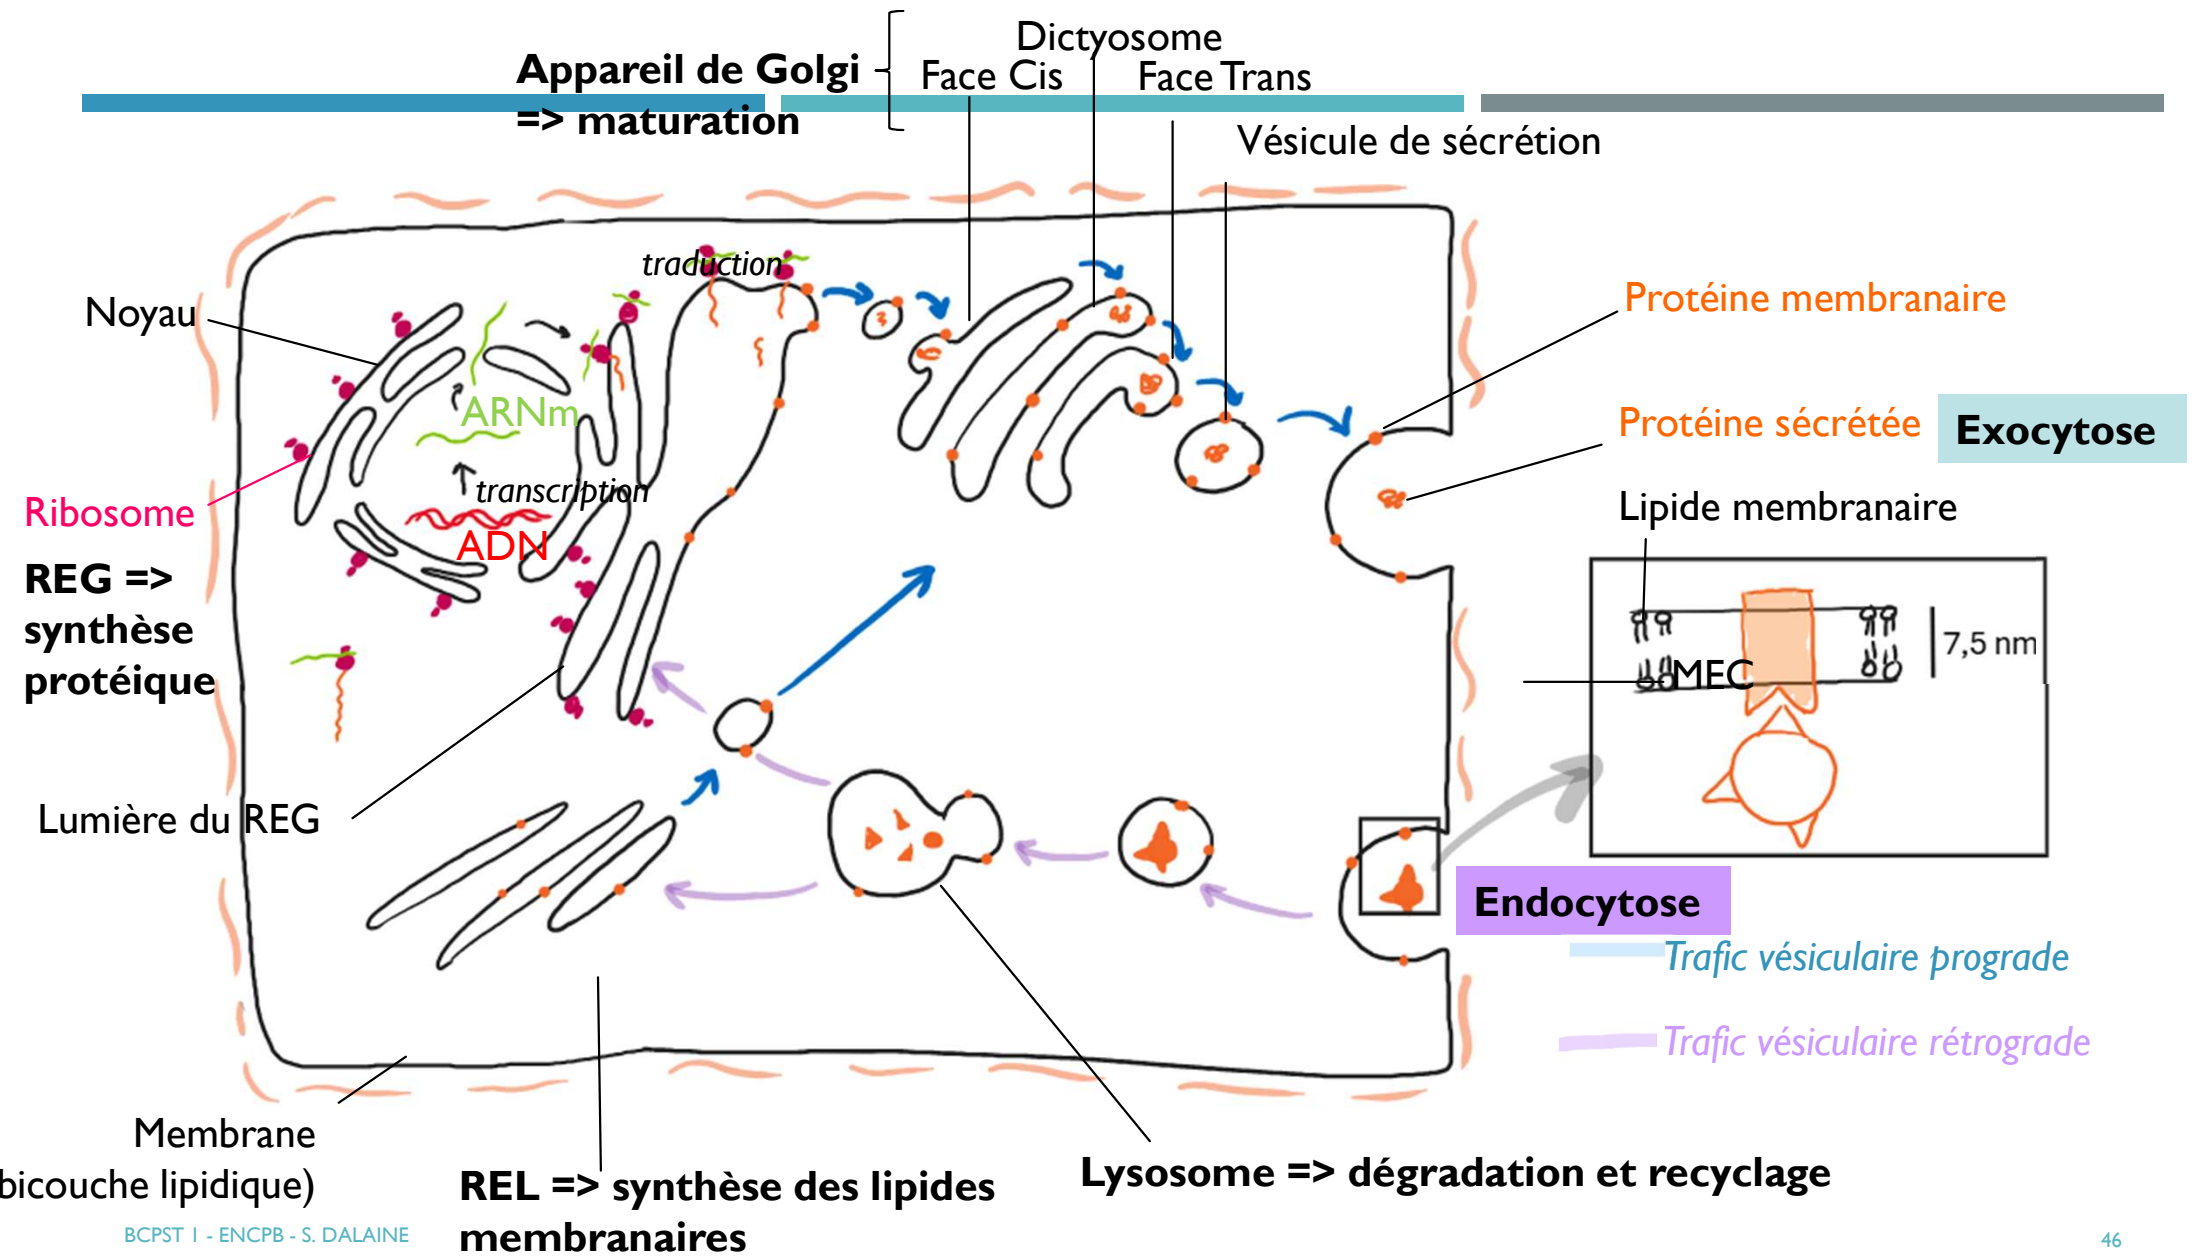 Dictyosome
Appareil de Golgi
=> maturation
Face Cis
Face Trans
Vésicule de sécrétion
traduction
Noyau
Protéine membranaire
ARNm
Protéine sécrétée
Exocytose
transcription
Ribosome
Lipide membranaire
ADN
REG =>
synthèse
protéique
7,5 nm
MEC
Lumière du REG
Endocytose
Trafic vésiculaire prograde
Trafic vésiculaire rétrograde
Membrane
bicouche lipidique)
REL => synthèse des lipides
membranaires
Lysosome => dégradation et recyclage
BCPST 1 - ENCPB - S. DALAINE
46